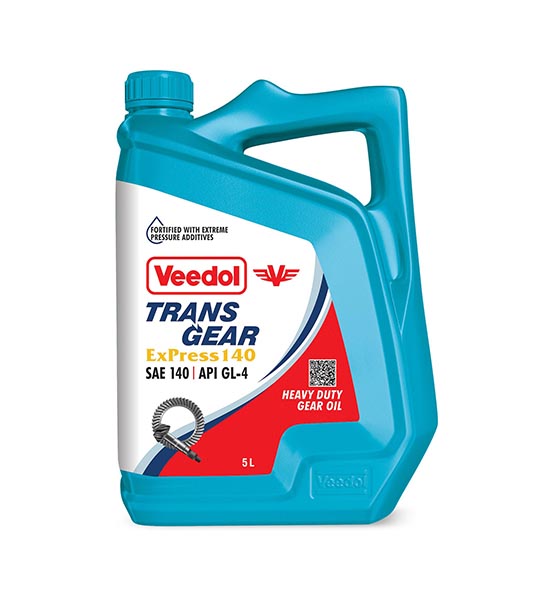 FORTIFIED WITH EXTREME
PRESSURE ADDITIVES
Veedol
TRANS
GEAR
ExPress140
SAE 140 | API GL-4
HEAVY DUTY
GEAR OIL
5 L
Veedol